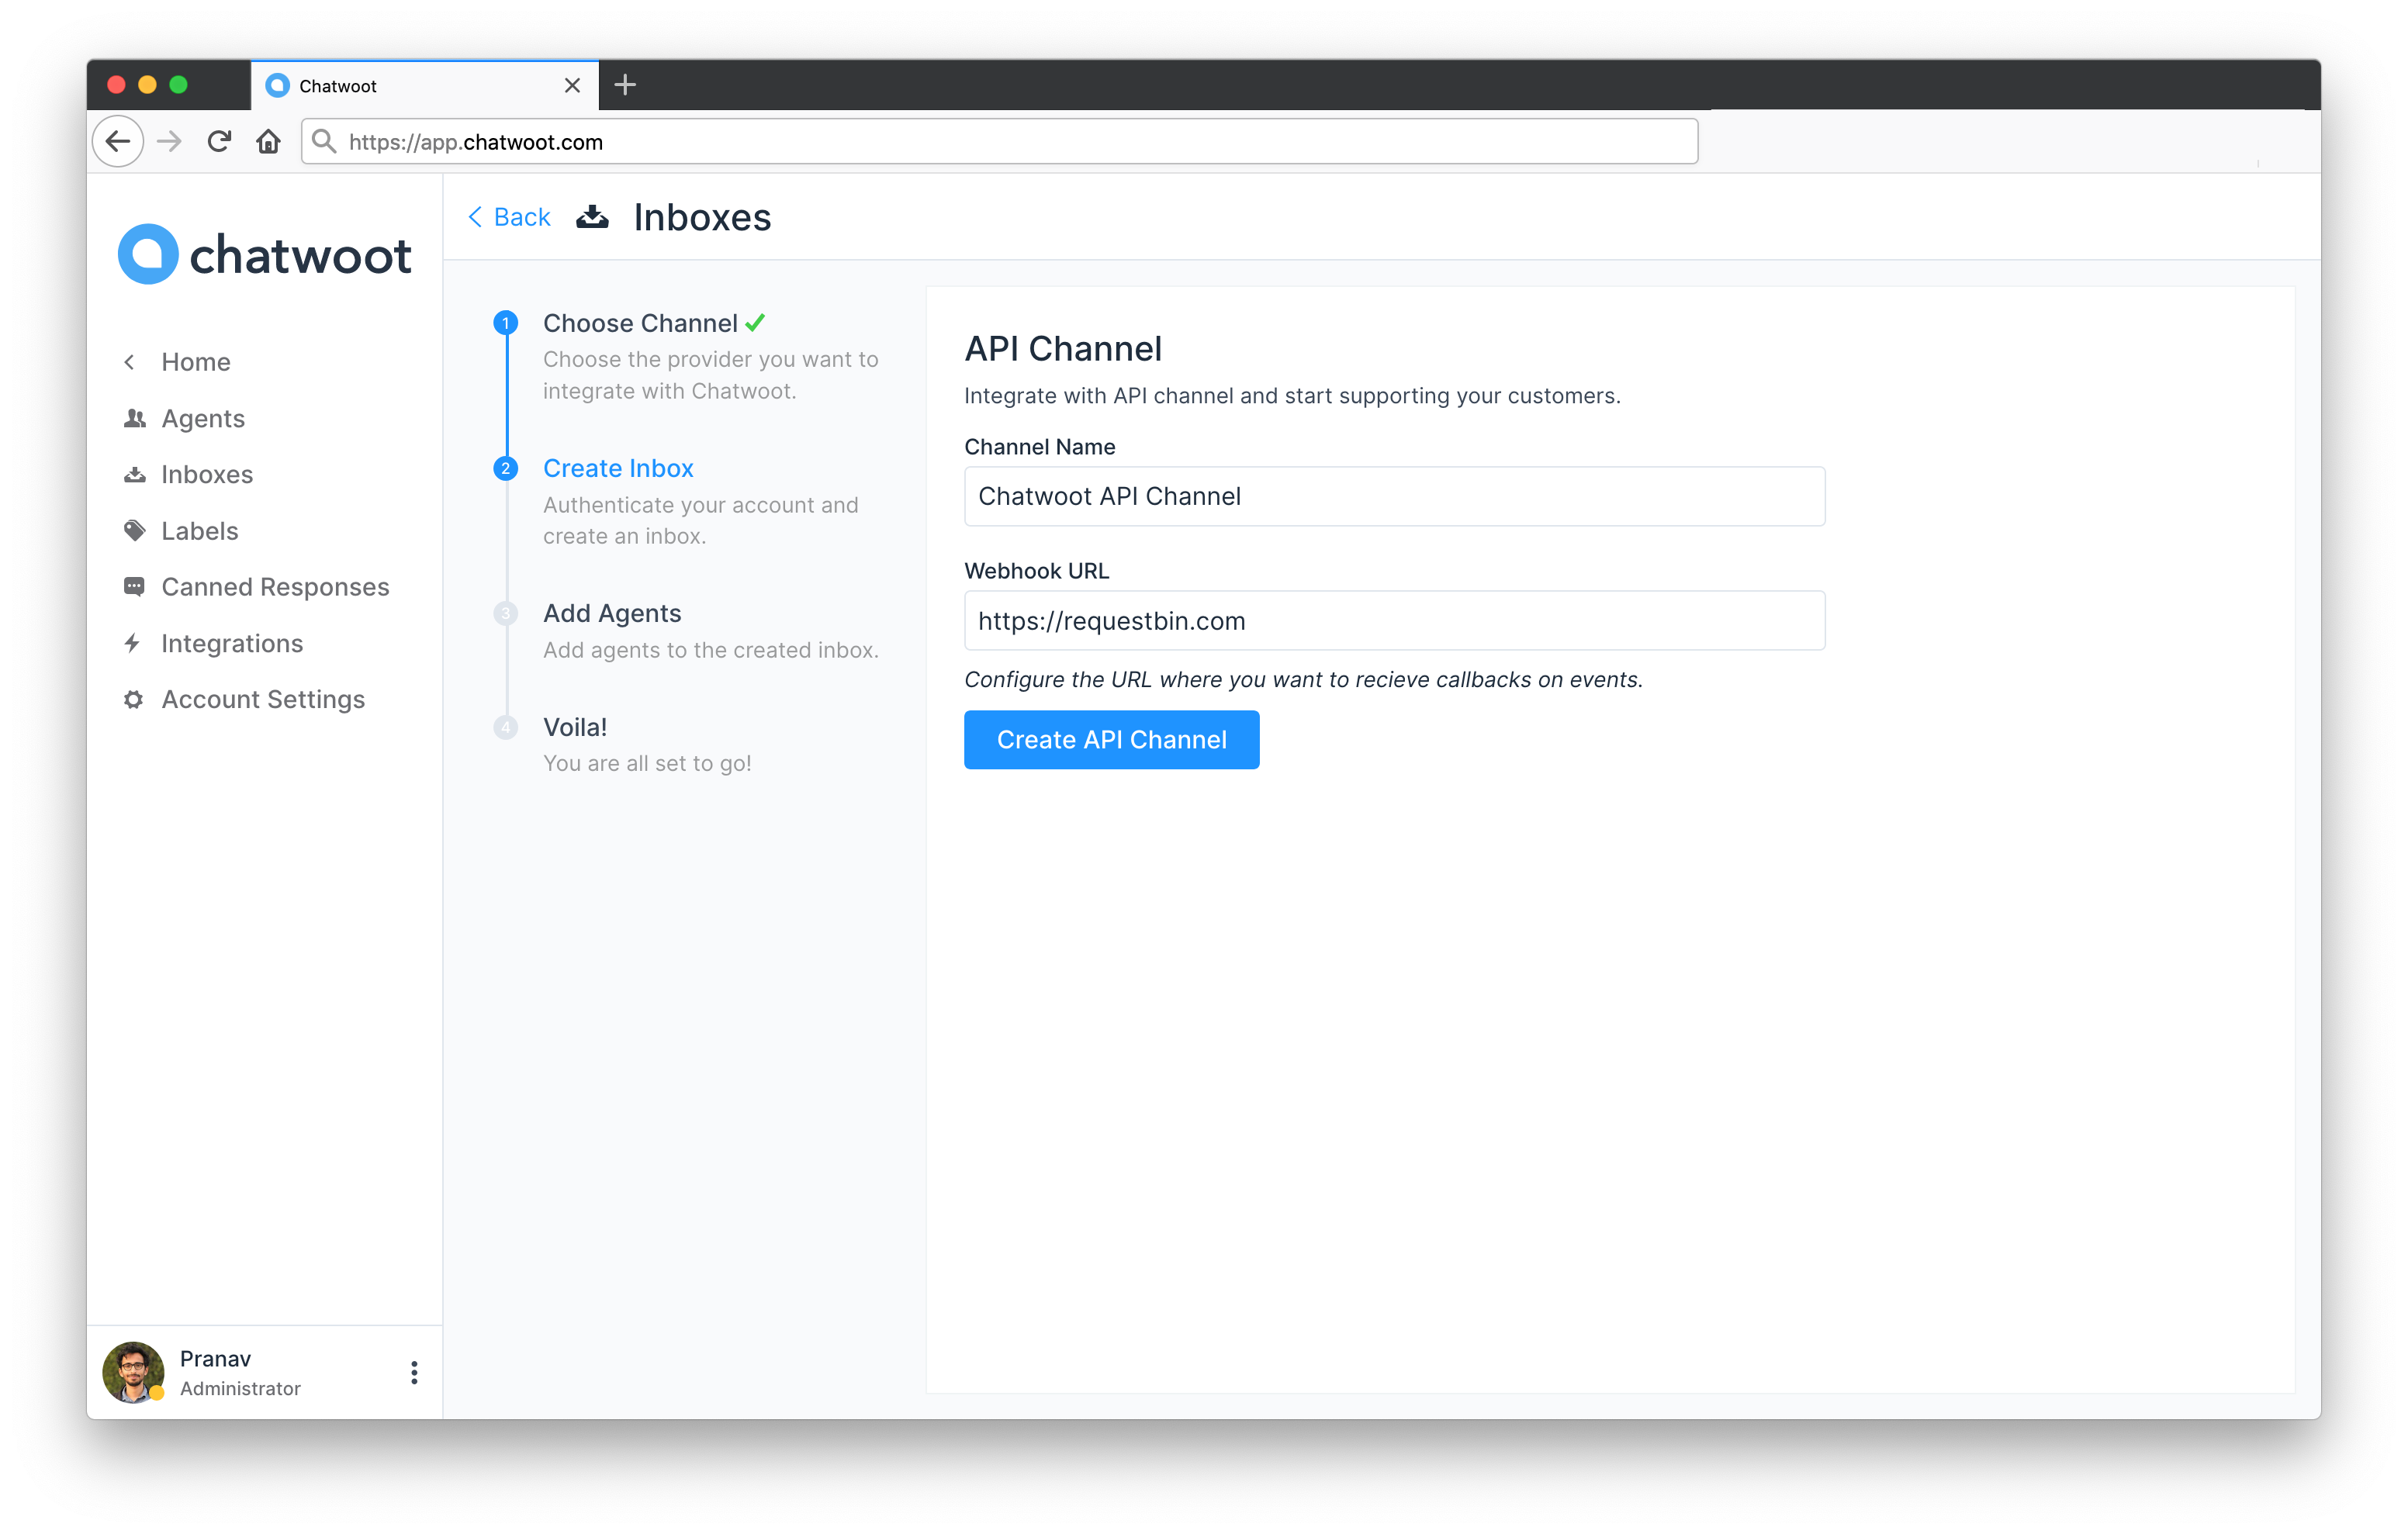 Chatwoot
https://app.chatwoot.com
chatwoot
Home
Agents
Inboxes
Labels
Canned Responses
Integrations
Account Settings
Pranav
Administrator
Back
Inboxes
1
Choose Channel
Choose the provider you want to
integrate with Chatwoot.
2
Create Inbox
Authenticate your account and
create an inbox.
3
Add Agents
Add agents to the created inbox.
4
Voila!
You are all set to go!
API Channel
Integrate with API channel and start supporting your customers.
Channel Name
Chatwoot API Channel
Webhook URL
https://requestbin.com
Configure the URL where you want to recieve callbacks on events.
Create API Channel